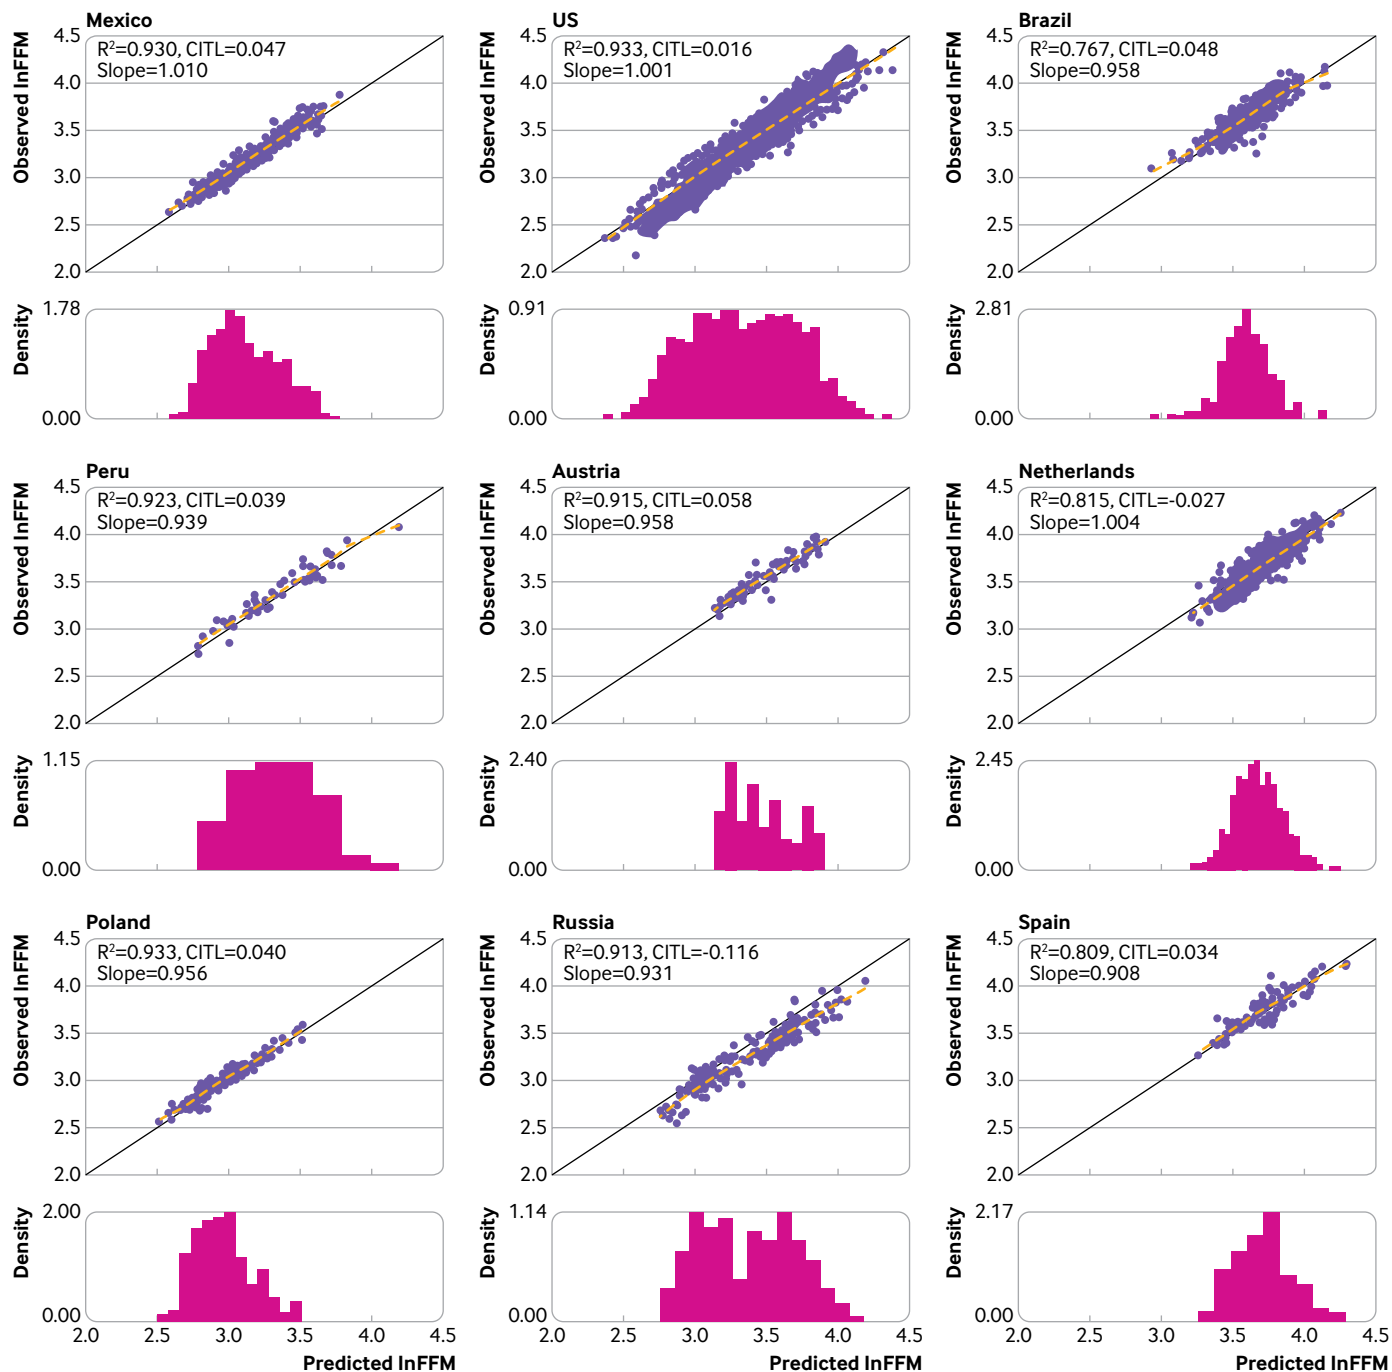 Mexico
R²=0.930, CITL=0.047
Slope=1.010
Observed lnFFM
4.5
4.0
3.5
3.0
2.5
2.0
US
R²=0.933, CITL=0.016
Slope=1.001
Observed lnFFM
4.5
4.0
3.5
3.0
2.5
2.0
Brazil
R²=0.767, CITL=0.048
Slope=0.958
Observed lnFFM
4.5
4.0
3.5
3.0
2.5
2.0
Density
1.78
0.00
Density
0.91
0.00
Density
2.81
0.00
Peru
R²=0.923, CITL=0.039
Slope=0.939
Observed lnFFM
4.5
4.0
3.5
3.0
2.5
2.0
Austria
R²=0.915, CITL=0.058
Slope=0.958
Observed lnFFM
4.5
4.0
3.5
3.0
2.5
2.0
Netherlands
R²=0.815, CITL=-0.027
Slope=1.004
Observed lnFFM
4.5
4.0
3.5
3.0
2.5
2.0
Density
1.15
0.00
Density
2.40
0.00
Density
2.45
0.00
Poland
R²=0.933, CITL=0.040
Slope=0.956
Observed lnFFM
4.5
4.0
3.5
3.0
2.5
2.0
Russia
R²=0.913, CITL=-0.116
Slope=0.931
Observed lnFFM
4.5
4.0
3.5
3.0
2.5
2.0
Spain
R²=0.809, CITL=0.034
Slope=0.908
Observed lnFFM
4.5
4.0
3.5
3.0
2.5
2.0
Density
2.00
0.00
2.0 2.5 3.0 3.5 4.0 4.5
Predicted lnFFM
Density
1.14
0.00
2.0 2.5 3.0 3.5 4.0 4.5
Predicted lnFFM
Density
2.17
0.00
2.0 2.5 3.0 3.5 4.0 4.5
Predicted lnFFM